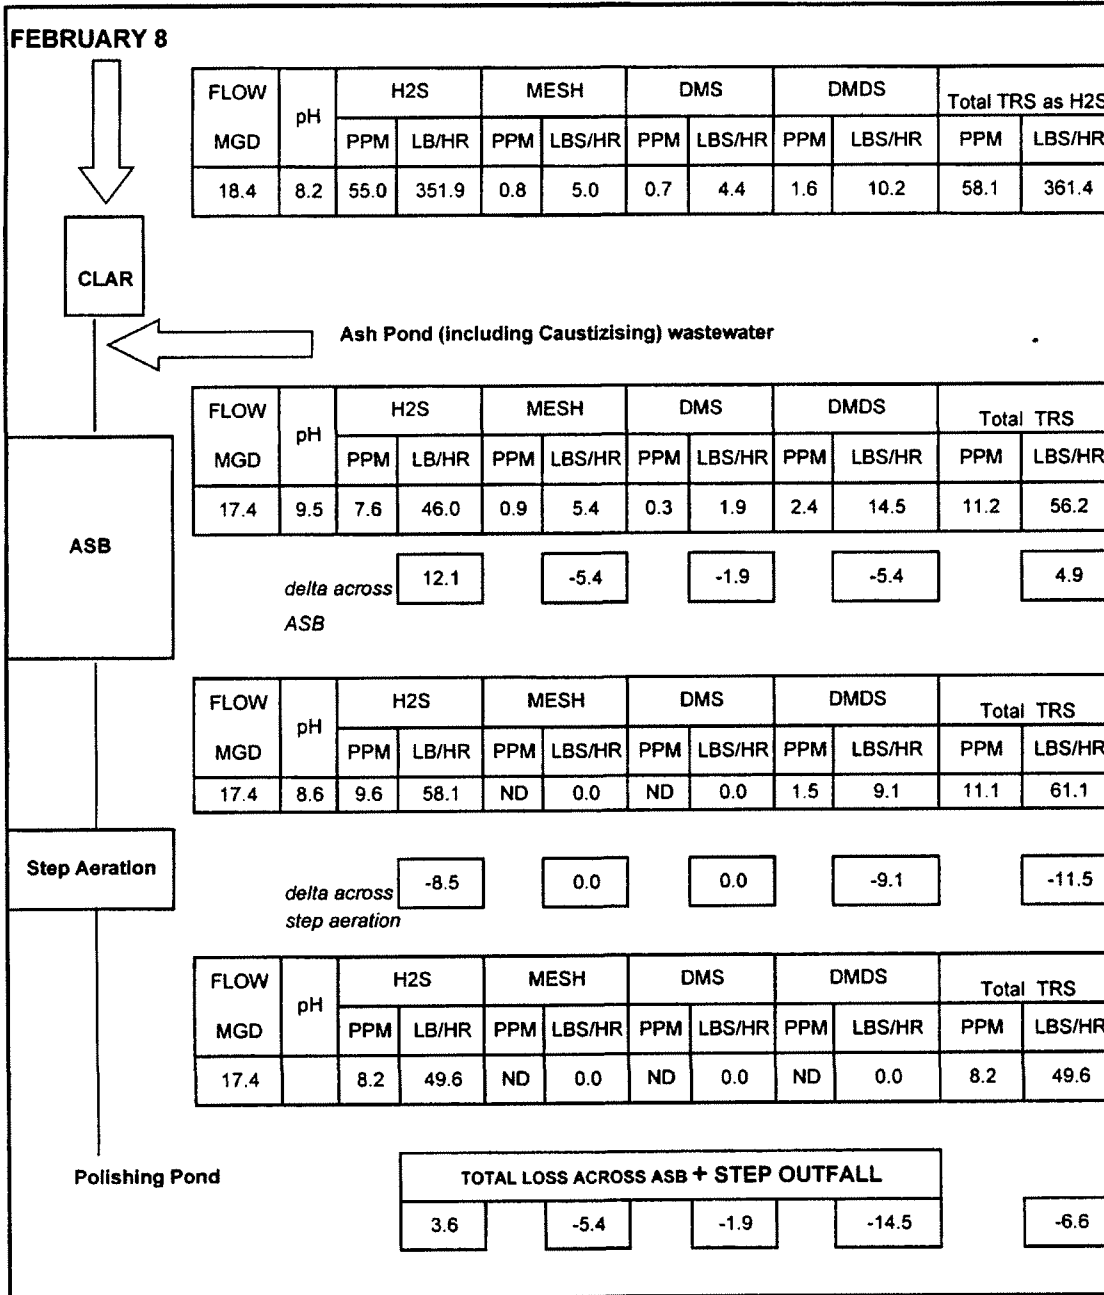 FEBRUARY 8
FLOW MGD pH H2S MESH DMS DMDS Total TRS as H2S
PPM LB/HR PPM LBS/HR PPM LBS/HR PPM LBS/HR PPM LBS/HR
18.4 8.2 55.0 351.9 0.8 5.0 0.7 4.4 1.6 10.2 58.1 361.4
CLAR
Ash Pond (including Caustizising) wastewater
FLOW MGD pH H2S MESH DMS DMDS Total TRS
PPM LB/HR PPM LBS/HR PPM LBS/HR PPM LBS/HR PPM LBS/HR
17.4 9.5 7.6 46.0 0.9 5.4 0.3 1.9 2.4 14.5 11.2 56.2
ASB
delta across 12.1 -5.4 -1.9 -5.4 4.9
ASB
FLOW MGD pH H2S MESH DMS DMDS Total TRS
PPM LB/HR PPM LBS/HR PPM LBS/HR PPM LBS/HR PPM LBS/HR
17.4 8.6 9.6 58.1 ND 0.0 ND 0.0 1.5 9.1 11.1 61.1
Step Aeration
delta across -8.5 0.0 0.0 -9.1 -11.5
step aeration
FLOW MGD pH H2S MESH DMS DMDS Total TRS
PPM LB/HR PPM LBS/HR PPM LBS/HR PPM LBS/HR PPM LBS/HR
17.4 8.2 49.6 ND 0.0 ND 0.0 ND 0.0 8.2 49.6
Polishing Pond
TOTAL LOSS ACROSS ASB + STEP OUTFALL
3.6 -5.4 -1.9 -14.5 -6.6